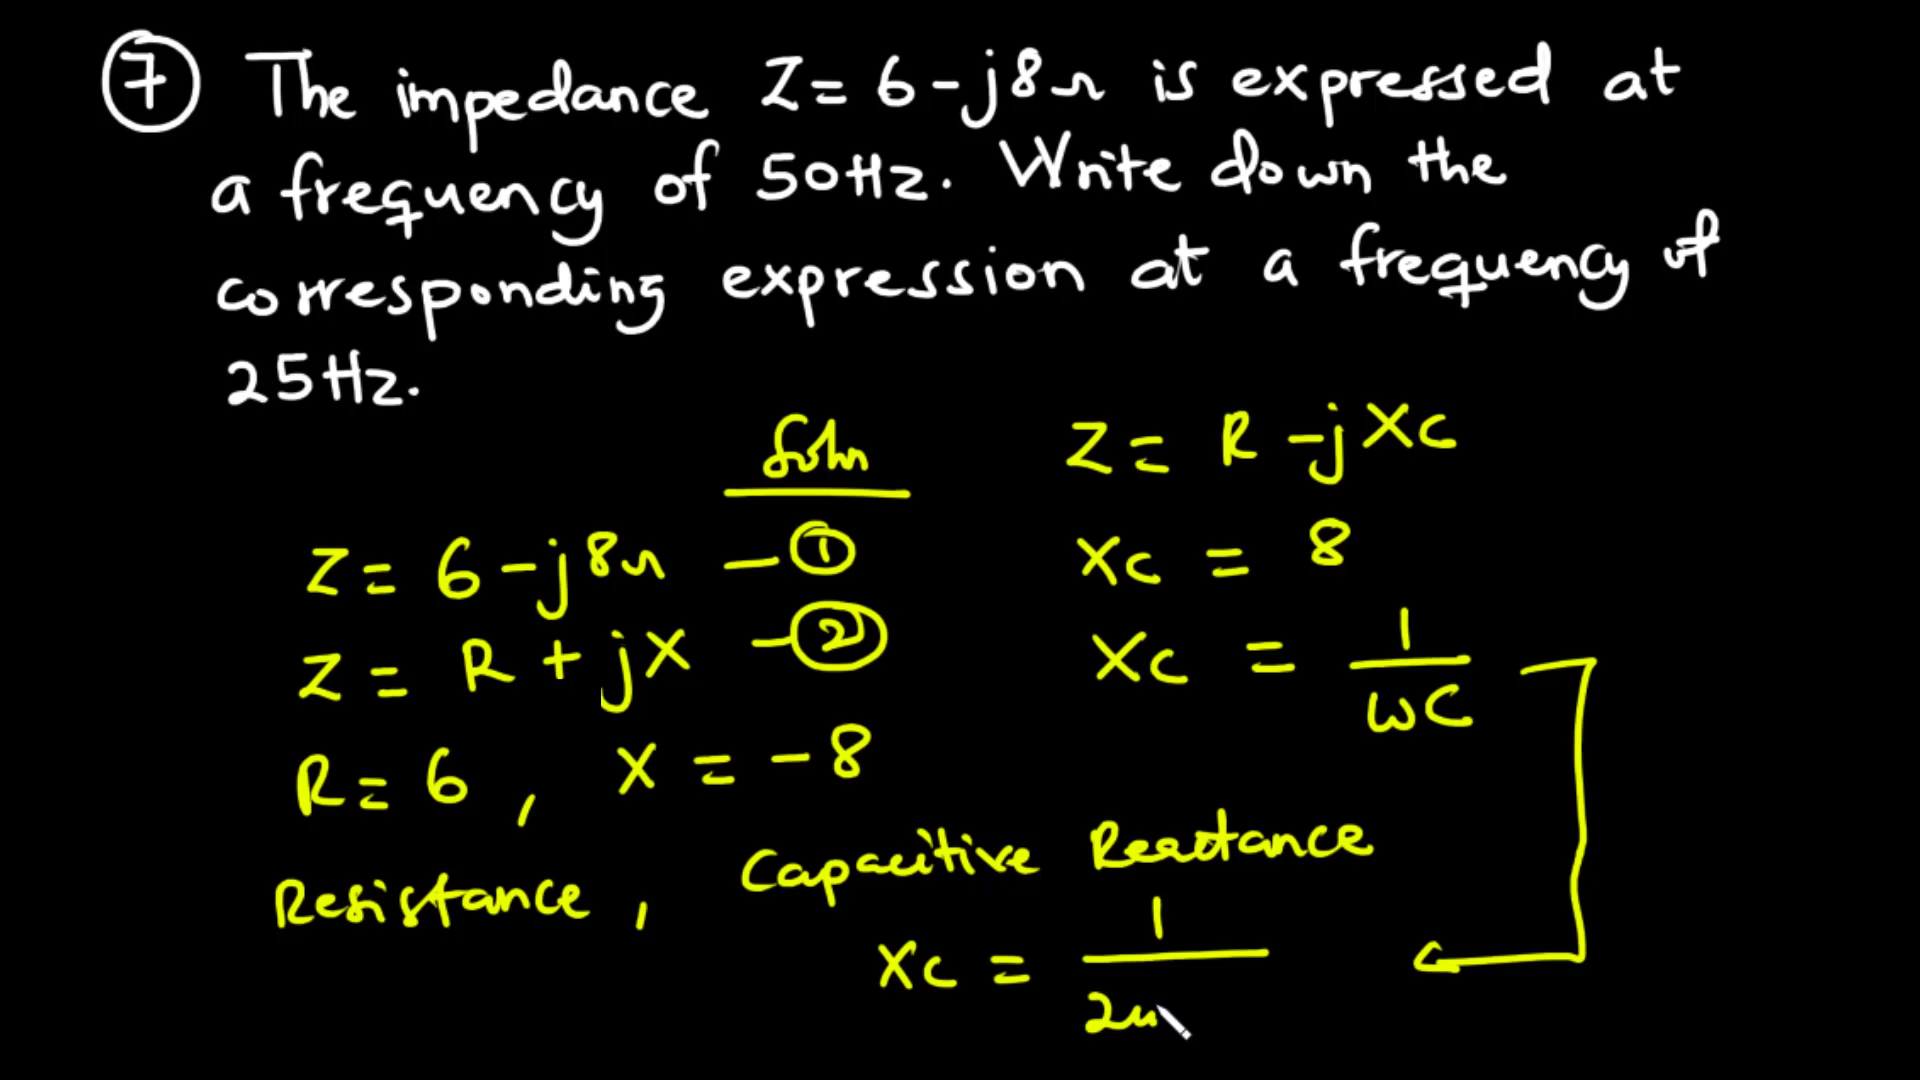 7 The impedance Z = 6 - j8Ω is expressed at
a frequency of 50Hz. Write down the
corresponding expression at a frequency of
25Hz.
Soln
Z = 6 - j8Ω - 1
Z = R + jX - 2
R = 6 , X = - 8
Resistance , Capacitive Reactance
Z = R - jXc
Xc = 8
Xc = 1 / ωC
Xc = 1 / 2